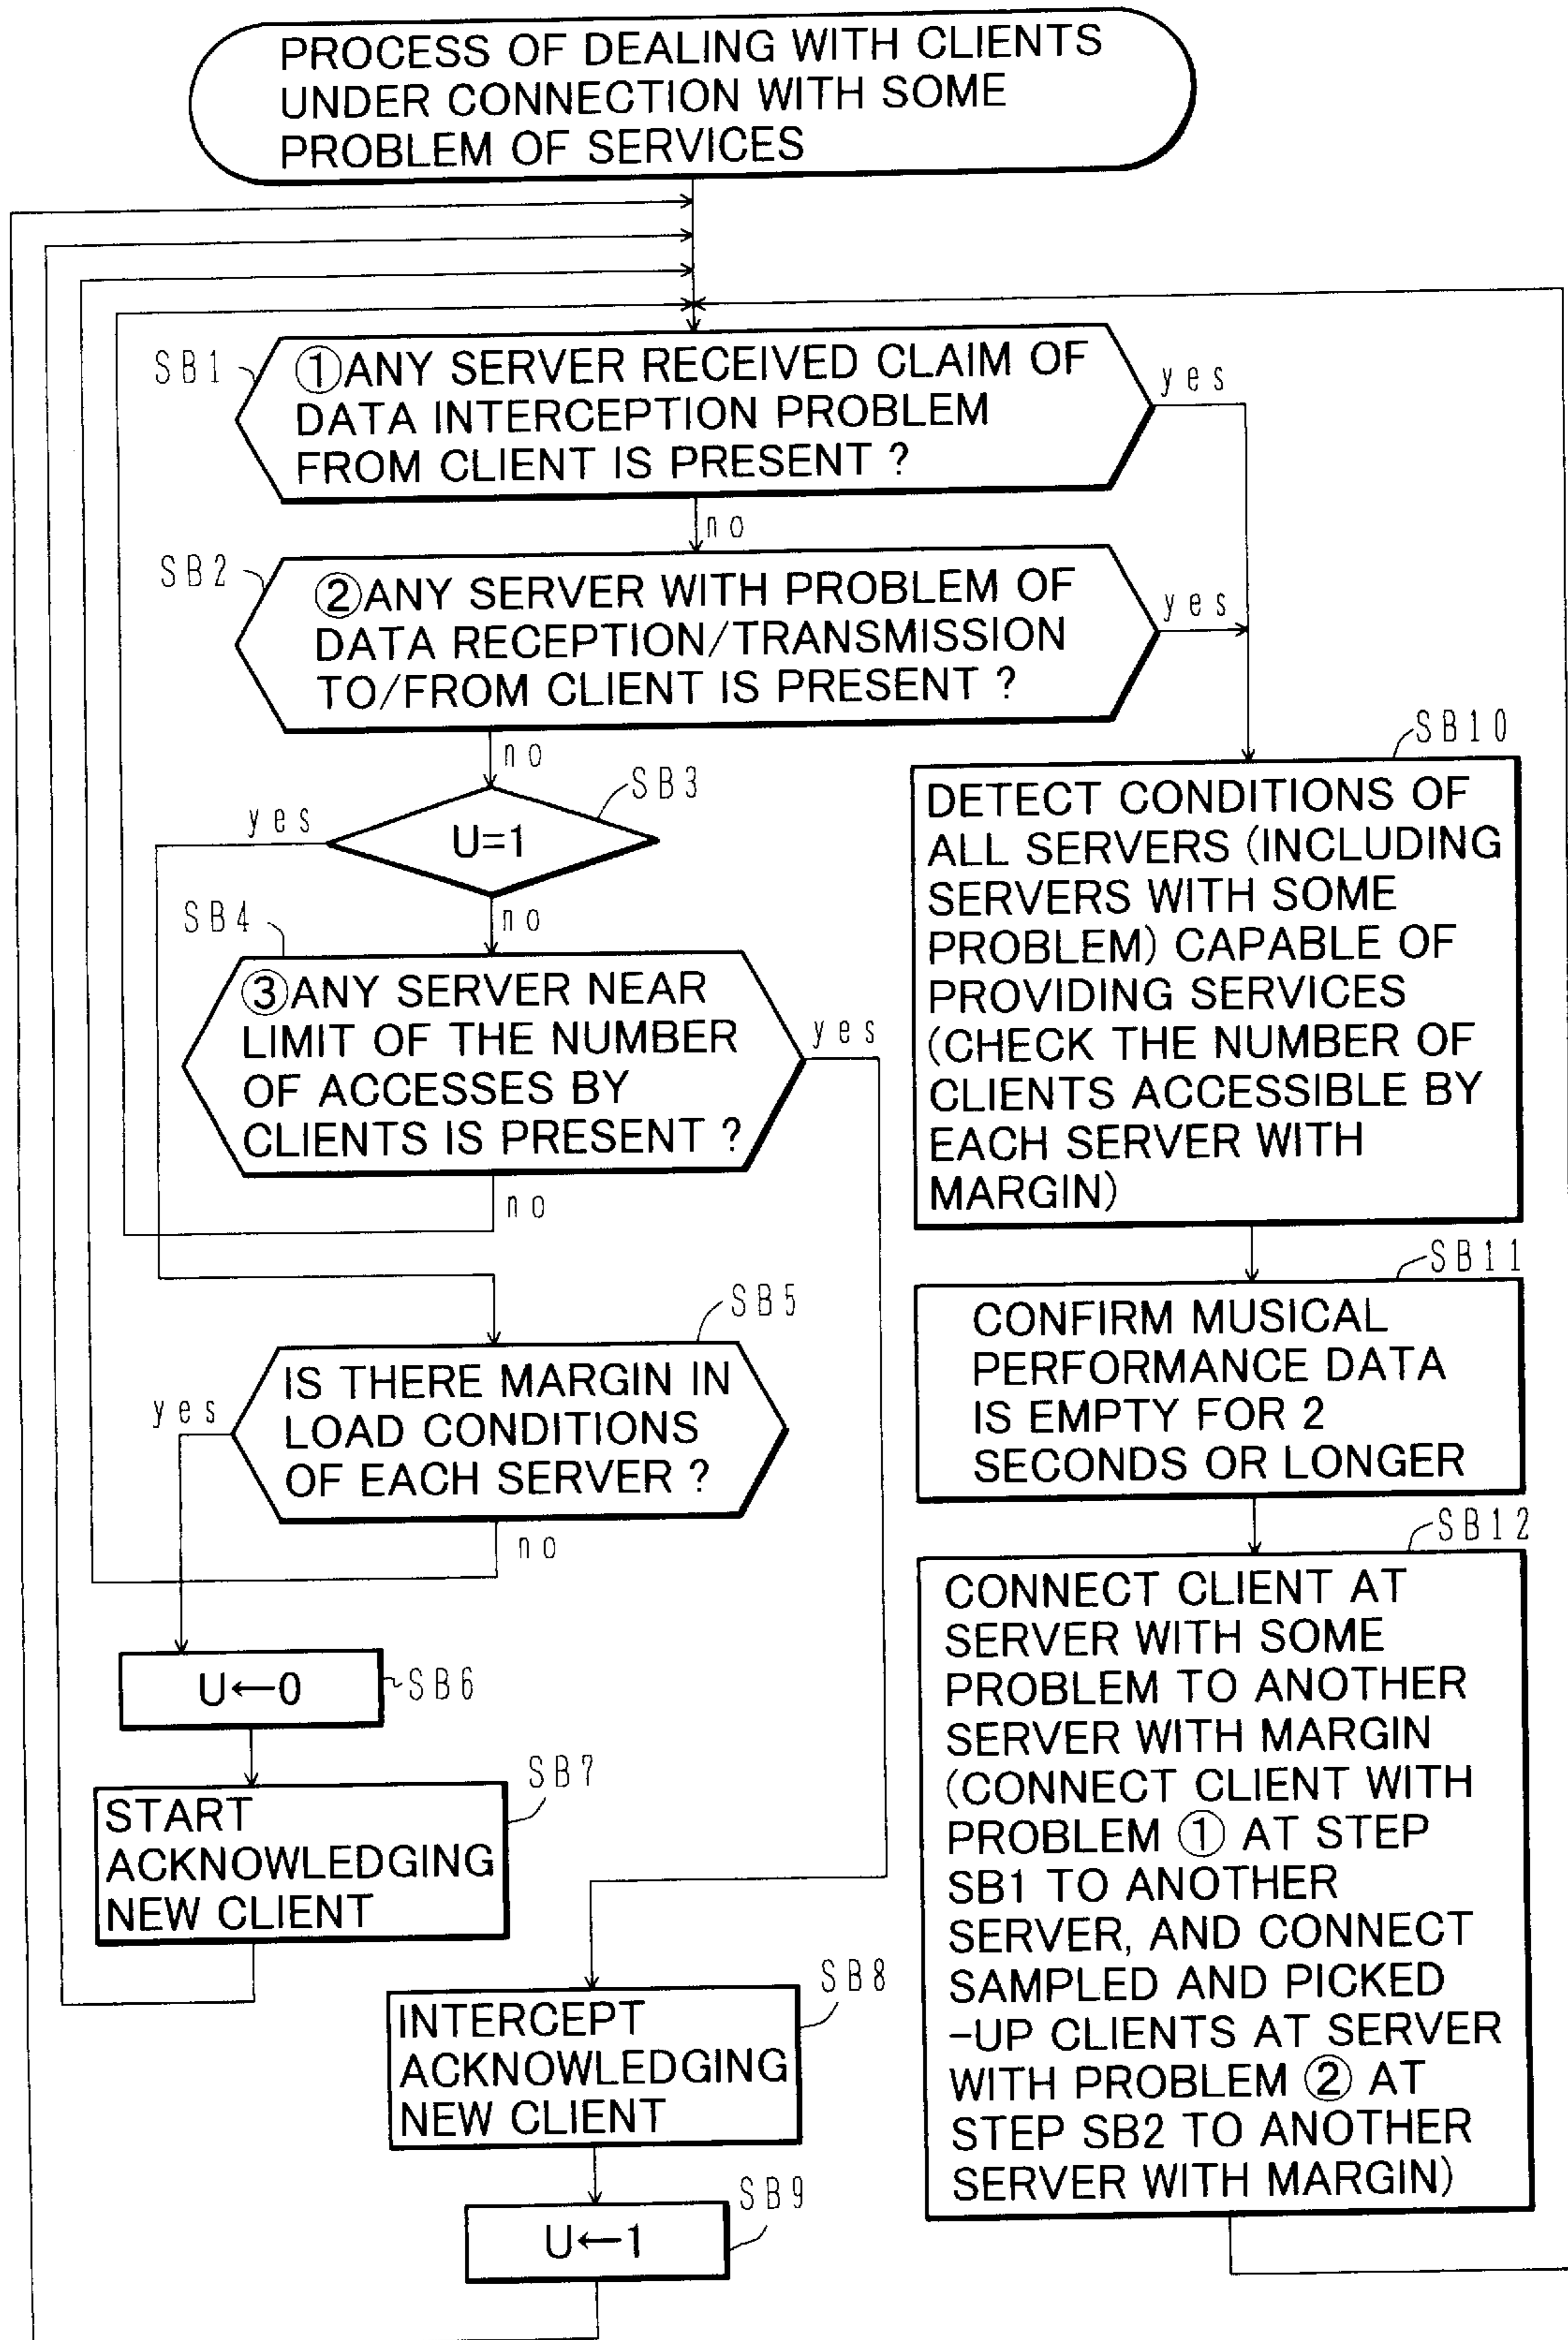 PROCESS OF DEALING WITH CLIENTS
UNDER CONNECTION WITH SOME
PROBLEM OF SERVICES
SB1
①ANY SERVER RECEIVED CLAIM OF
DATA INTERCEPTION PROBLEM
FROM CLIENT IS PRESENT ?
yes
no
SB2
②ANY SERVER WITH PROBLEM OF
DATA RECEPTION/TRANSMISSION
TO/FROM CLIENT IS PRESENT ?
yes
no
SB3
yes
U=1
no
SB4
③ANY SERVER NEAR
LIMIT OF THE NUMBER
OF ACCESSES BY
CLIENTS IS PRESENT ?
yes
no
SB5
IS THERE MARGIN IN
LOAD CONDITIONS
OF EACH SERVER ?
yes
no
U←0
SB6
SB7
START
ACKNOWLEDGING
NEW CLIENT
SB8
INTERCEPT
ACKNOWLEDGING
NEW CLIENT
SB9
U←1
SB10
DETECT CONDITIONS OF
ALL SERVERS (INCLUDING
SERVERS WITH SOME
PROBLEM) CAPABLE OF
PROVIDING SERVICES
(CHECK THE NUMBER OF
CLIENTS ACCESSIBLE BY
EACH SERVER WITH
MARGIN)
SB11
CONFIRM MUSICAL
PERFORMANCE DATA
IS EMPTY FOR 2
SECONDS OR LONGER
SB12
CONNECT CLIENT AT
SERVER WITH SOME
PROBLEM TO ANOTHER
SERVER WITH MARGIN
(CONNECT CLIENT WITH
PROBLEM ① AT STEP
SB1 TO ANOTHER
SERVER, AND CONNECT
SAMPLED AND PICKED
-UP CLIENTS AT SERVER
WITH PROBLEM ② AT
STEP SB2 TO ANOTHER
SERVER WITH MARGIN)